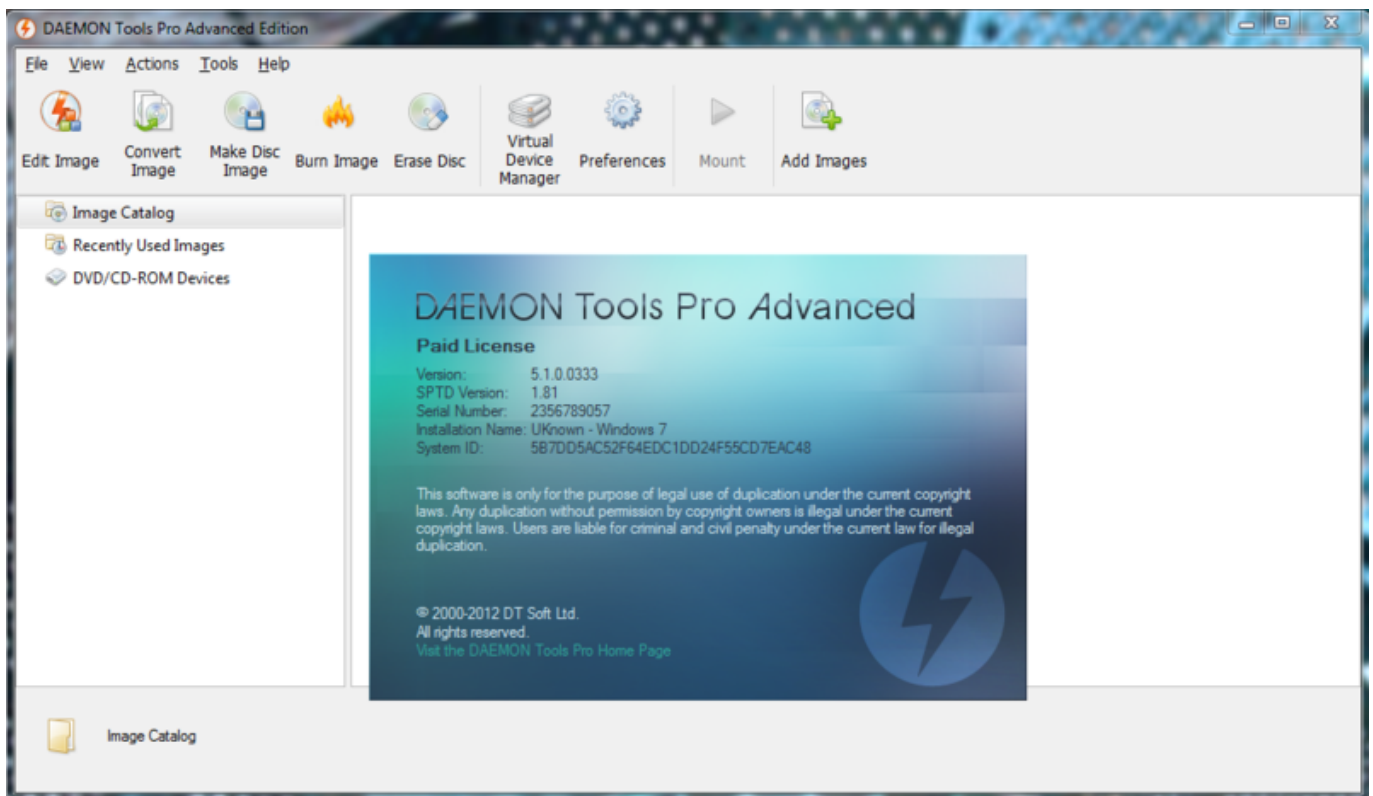 DAEMON Tools Pro Advanced Edition
File View Actions Tools Help
Edit Image
Convert
Image
Make Disc
Image
Burn Image
Erase Disc
Virtual
Device
Manager
Preferences
Mount
Add Images
Image Catalog
Recently Used Images
DVD/CD-ROM Devices
DAEMON Tools Pro Advanced
Paid License
Version: 5.1.0.0333
SPTD Version: 1.81
Serial Number: 2356789057
Installation Name: UKnown - Windows 7
System ID: 5B7DD5AC52F64EDC1DD24F55CD7EAC48
This software is only for the purpose of legal use of duplication under the current copyright
laws. Any duplication without permission by copyright owners is illegal under the current
copyright laws. Users are liable for criminal and civil penalty under the current law for illegal
duplication.
© 2000-2012 DT Soft Ltd.
All rights reserved.
Visit the DAEMON Tools Pro Home Page
Image Catalog